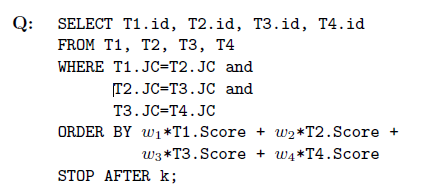 Q: SELECT T1.id, T2.id, T3.id, T4.id
FROM T1, T2, T3, T4
WHERE T1.JC=T2.JC and
T2.JC=T3.JC and
T3.JC=T4.JC
ORDER BY w₁*T1.Score + w₂*T2.Score +
w₃*T3.Score + w₄*T4.Score
STOP AFTER k;